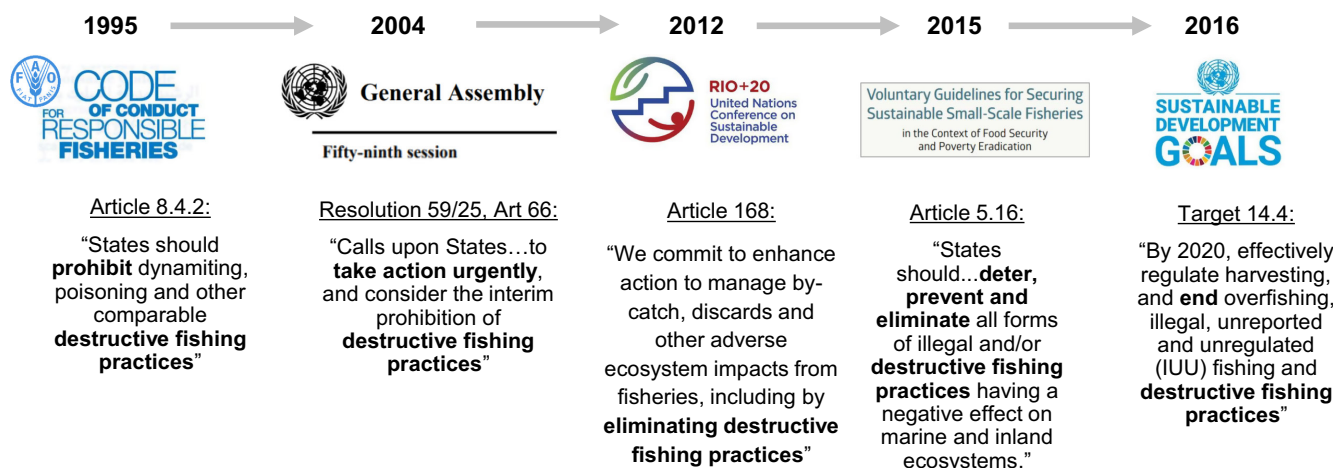 1995
2004
2012
2015
2016
FAO
FIAT PANIS
CODE
OF CONDUCT
FOR
RESPONSIBLE
FISHERIES
General Assembly
Fifty-ninth session
RIO+20
United Nations
Conference on
Sustainable
Development
Voluntary Guidelines for Securing
Sustainable Small-Scale Fisheries
in the Context of Food Security
and Poverty Eradication
SUSTAINABLE
DEVELOPMENT
GOALS
Article 8.4.2:
“States should
prohibit dynamiting,
poisoning and other
comparable
destructive fishing
practices”
Resolution 59/25, Art 66:
“Calls upon States…to
take action urgently,
and consider the interim
prohibition of
destructive fishing
practices”
Article 168:
“We commit to enhance
action to manage by-
catch, discards and
other adverse
ecosystem impacts from
fisheries, including by
eliminating destructive
fishing practices”
Article 5.16:
“States
should...deter,
prevent and
eliminate all forms
of illegal and/or
destructive fishing
practices having a
negative effect on
marine and inland
ecosystems.”
Target 14.4:
“By 2020, effectively
regulate harvesting,
and end overfishing,
illegal, unreported
and unregulated
(IUU) fishing and
destructive fishing
practices”